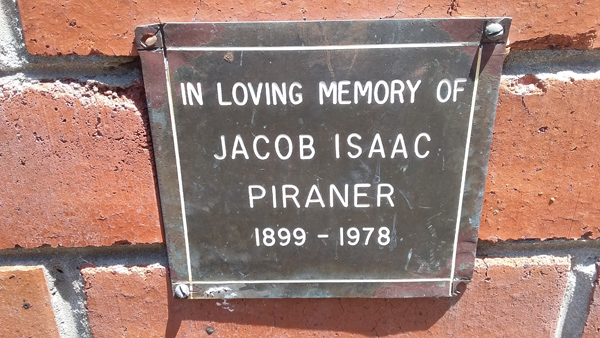 IN LOVING MEMORY OF
JACOB ISAAC
PIRANER
1899 - 1978